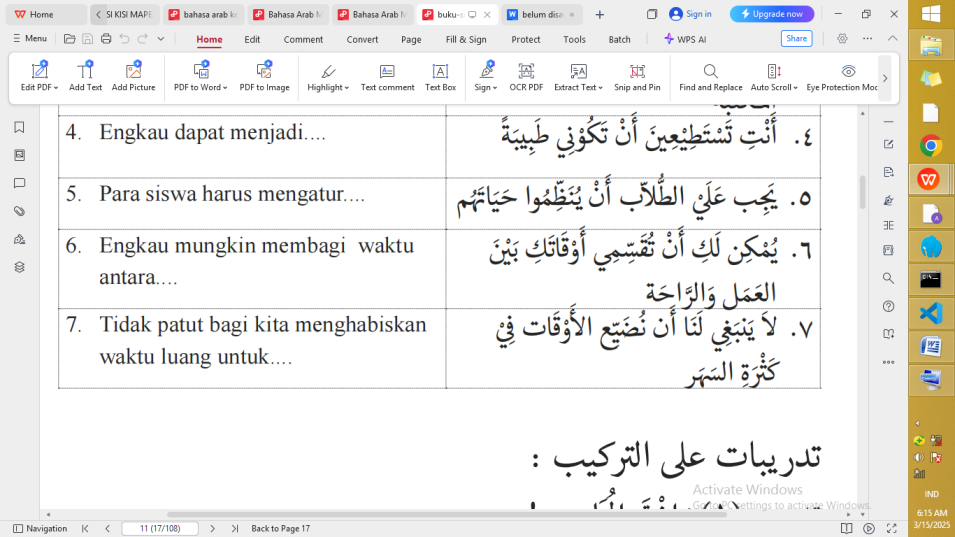 Home
SI KISI MAPE
bahasa arab k
Bahasa Arab M
Bahasa Arab M
buku-s
belum disa
Sign in
Upgrade now
Menu
Home
Edit
Comment
Convert
Page
Fill & Sign
Protect
Tools
Batch
WPS AI
Share
Edit PDF
Add Text
Add Picture
PDF to Word
PDF to Image
Highlight
Text comment
Text Box
Sign
OCR PDF
Extract Text
Snip and Pin
Find and Replace
Auto Scroll
Eye Protection Mod
4. Engkau dapat menjadi....
٤. أَنْتِ تَسْتَطِيْعِينَ أَنْ تَكُوْنِي طَبِيبَةً
5. Para siswa harus mengatur....
٥. يَجِب عَلَيْ الطُّلاَّب أَنْ يُنَظِّمُوا حَيَاتَهُم
6. Engkau mungkin membagi waktu
antara....
٦. يُمْكِن لَكِ أَنْ تُقَسِّمِي أَوْقَاتَكِ بَيْنَ
العَمَل وَالرَّاحَة
7. Tidak patut bagi kita menghabiskan
waktu luang untuk....
٧. لاَ يَنبَغِي لَنَا أَن نُضَيِّع الأَوْقَات فِيْ
كَثْرَةِ السَهَر
تدريبات على التركيب :
Activate Windows
Go to PC settings to activate Windows.
Navigation
11 (17/108)
Back to Page 17
IND
6:15 AM
3/15/2025